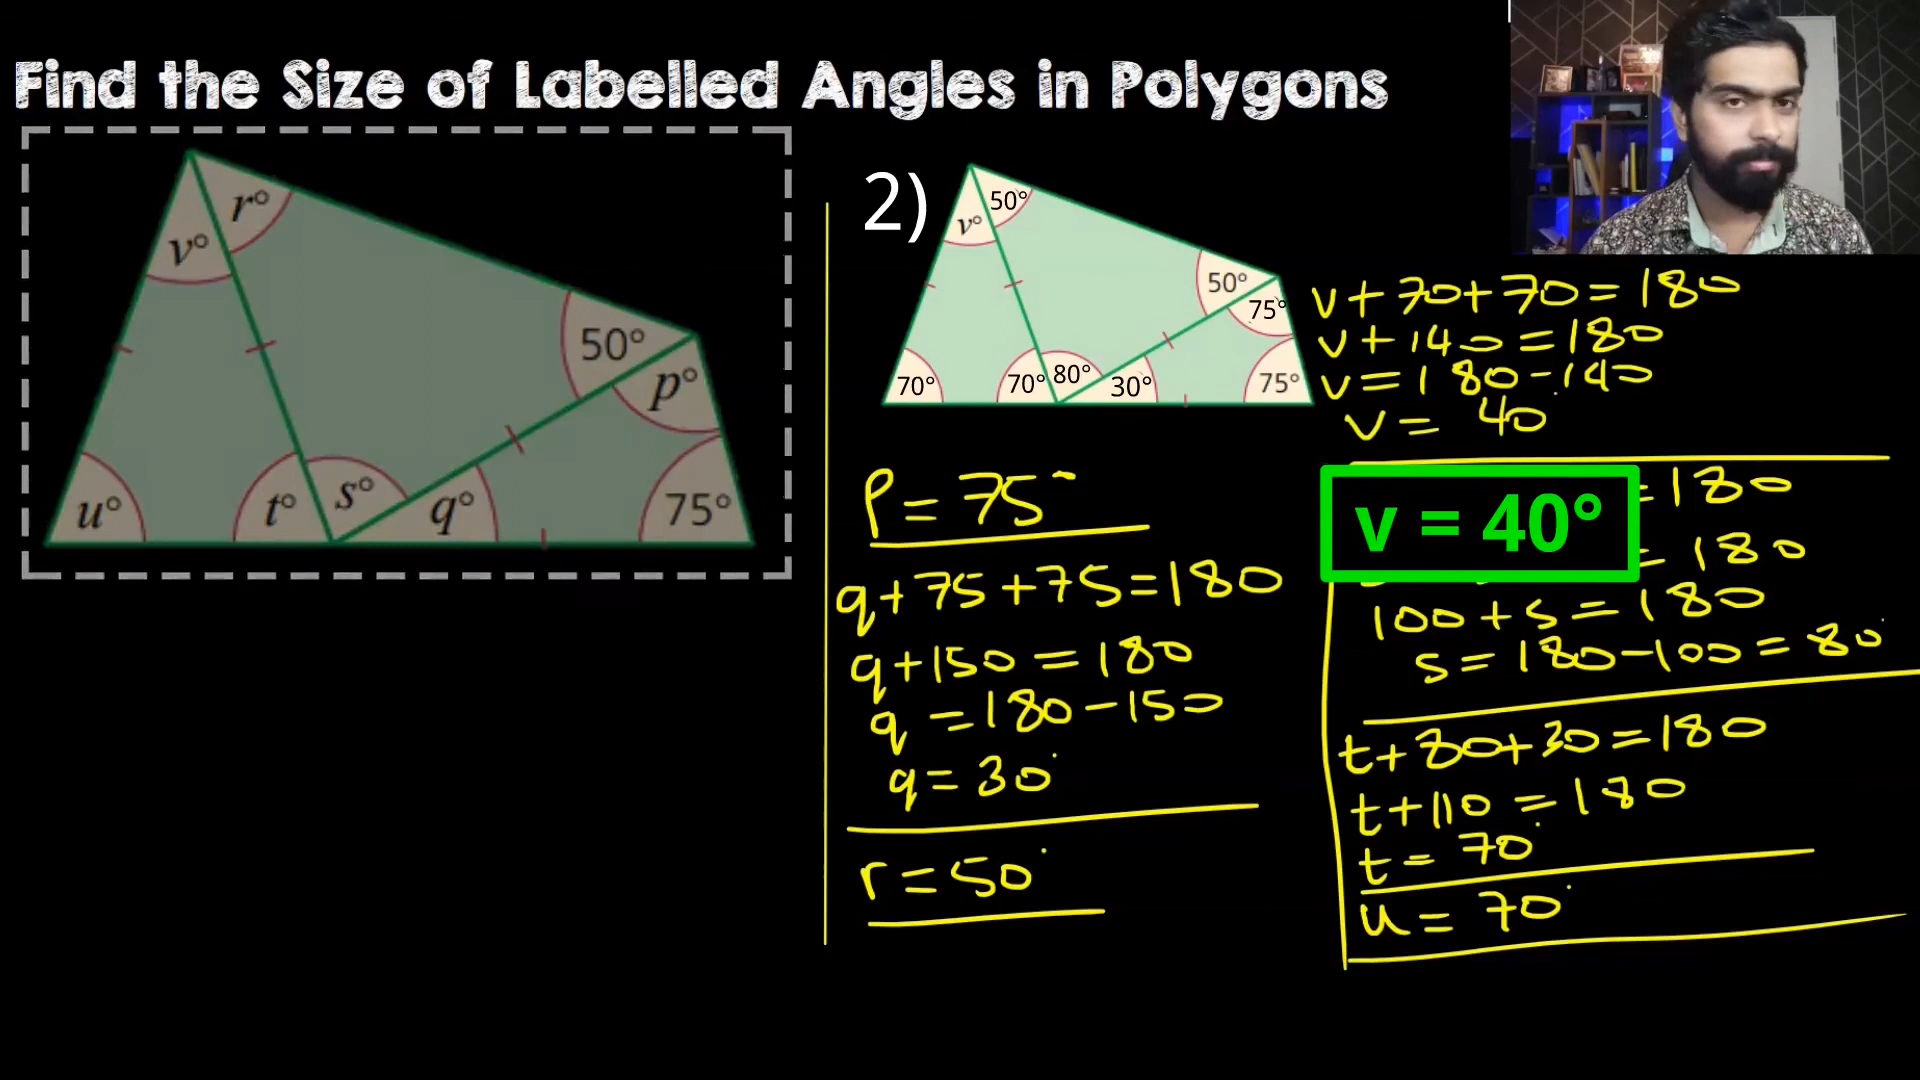 Find the Size of Labelled Angles in Polygons
r°
v°
50°
p°
u°
t°
s°
q°
75°
2)
50°
v°
50°
75°
70°
70°
80°
30°
75°
v+70+70=180
v+140=180
v=180-140
v= 40
P=75°
q+75+75=180
q+150=180
q=180-150
q=30°
r=50°
v = 40°
=180
=180
100+s=180
s=180-100=80°
t+80+30=180
t+110=180
t=70°
u=70°